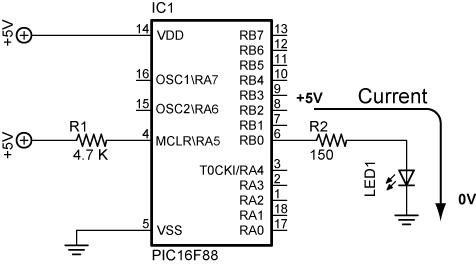 IC1
+5V
14
VDD
RB7
13
RB6
12
RB5
11
16
OSC1\RA7
RB4
10
RB3
9
+5V
Current
15
OSC2\RA6
RB2
8
RB1
7
+5V
R1
4.7 K
4
MCLR\RA5
RB0
6
R2
150
T0CKI/RA4
3
LED1
RA3
2
RA2
1
0V
RA1
18
5
VSS
RA0
17
PIC16F88